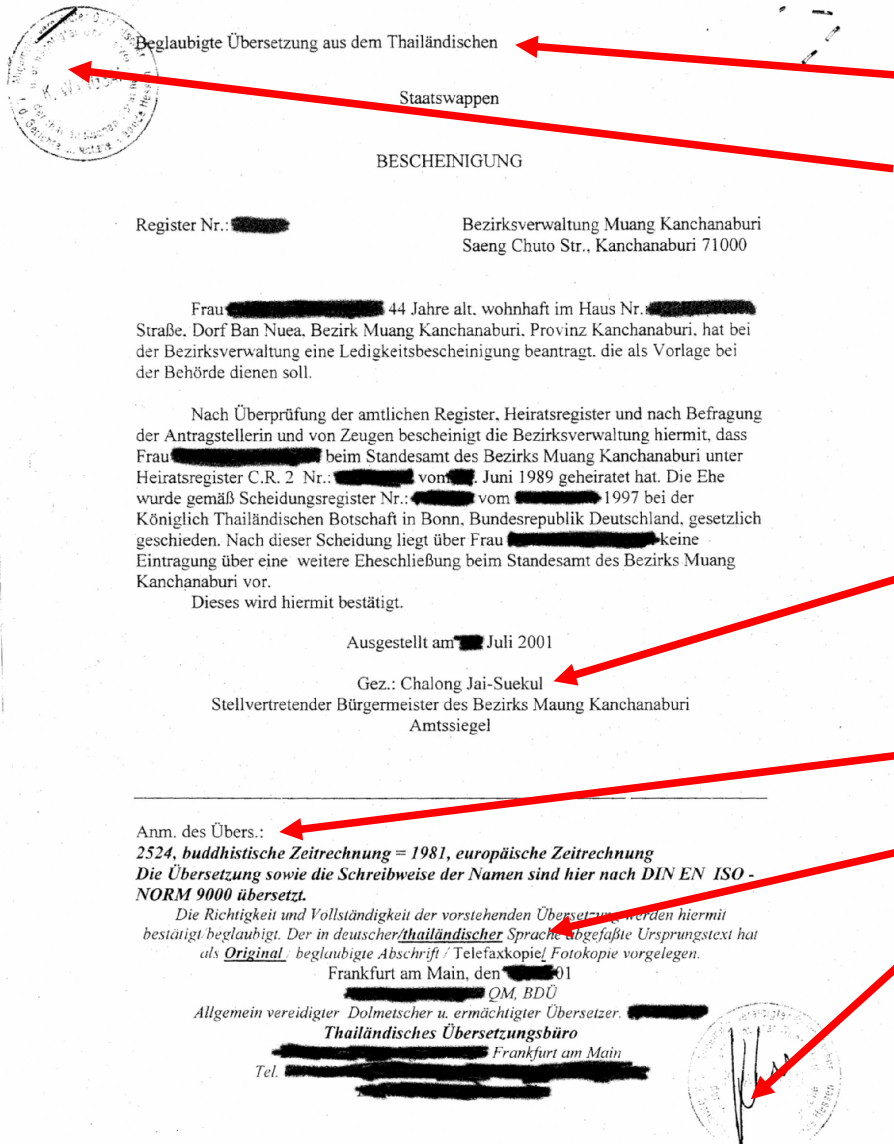 Beglaubigte Übersetzung aus dem Thailändischen
Staatswappen
BESCHEINIGUNG
Register Nr.:
Bezirksverwaltung Muang Kanchanaburi
Saeng Chuto Str., Kanchanaburi 71000
Frau 44 Jahre alt, wohnhaft im Haus Nr.
Straße, Dorf Ban Nuea, Bezirk Muang Kanchanaburi, Provinz Kanchanaburi, hat bei
der Bezirksverwaltung eine Ledigkeitsbescheinigung beantragt, die als Vorlage bei
der Behörde dienen soll.
Nach Überprüfung der amtlichen Register, Heiratsregister und nach Befragung
der Antragstellerin und von Zeugen bescheinigt die Bezirksverwaltung hiermit, dass
Frau beim Standesamt des Bezirks Muang Kanchanaburi unter
Heiratsregister C.R. 2 Nr.: vom . Juni 1989 geheiratet hat. Die Ehe
wurde gemäß Scheidungsregister Nr.: vom 1997 bei der
Königlich Thailändischen Botschaft in Bonn, Bundesrepublik Deutschland, gesetzlich
geschieden. Nach dieser Scheidung liegt über Frau keine
Eintragung über eine weitere Eheschließung beim Standesamt des Bezirks Muang
Kanchanaburi vor.
Dieses wird hiermit bestätigt.
Ausgestellt am Juli 2001
Gez.: Chalong Jai-Suekul
Stellvertretender Bürgermeister des Bezirks Maung Kanchanaburi
Amtssiegel
Anm. des Übers.:
2524, buddhistische Zeitrechnung = 1981, europäische Zeitrechnung
Die Übersetzung sowie die Schreibweise der Namen sind hier nach DIN EN ISO -
NORM 9000 übersetzt.
Die Richtigkeit und Vollständigkeit der vorstehenden Übersetzung werden hiermit
bestätigt/beglaubigt. Der in deutscher/thailändischer Sprache abgefaßte Ursprungstext hat
als Original / beglaubigte Abschrift / Telefaxkopie/ Fotokopie vorgelegen.
Frankfurt am Main, den 01
QM, BDÜ
Allgemein vereidigter Dolmetscher u. ermächtigter Übersetzer.
Thailändisches Übersetzungsbüro
Frankfurt am Main
Tel.